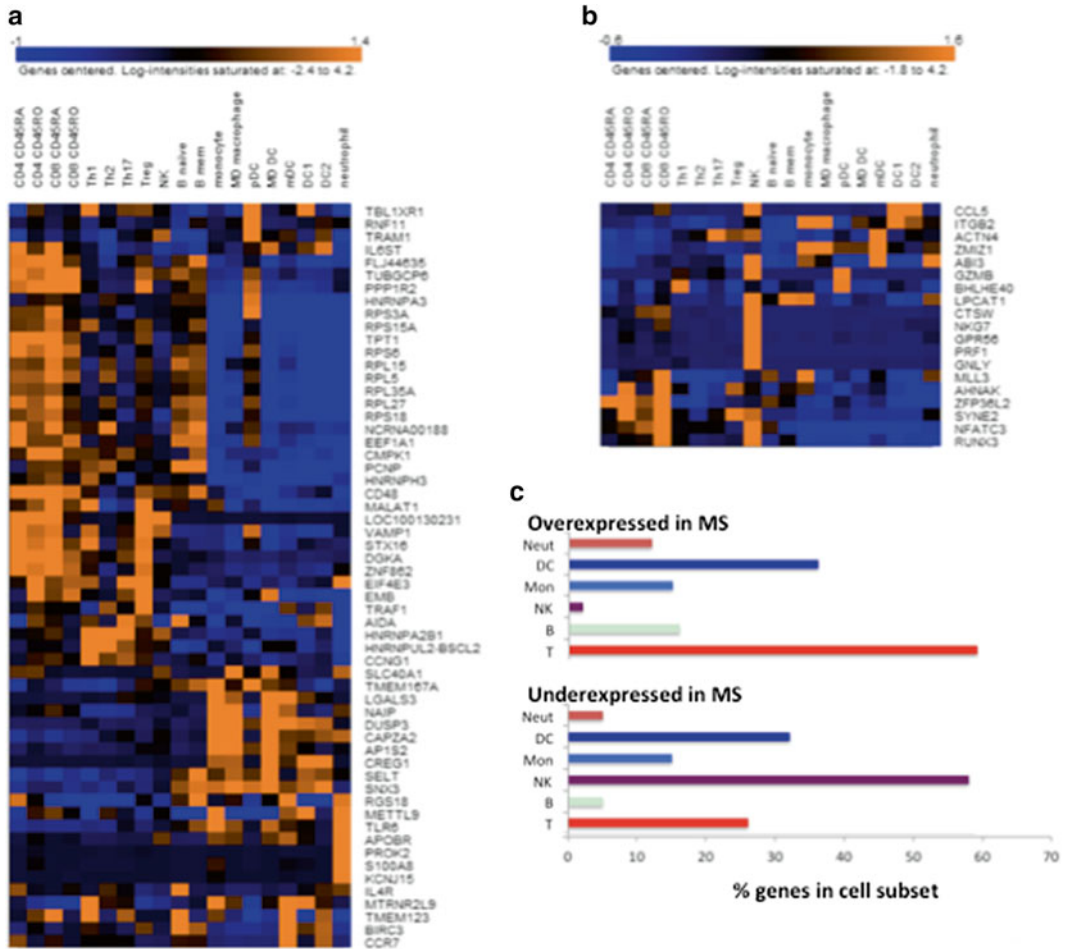 a
-1 1.4
Genes centered. Log-intensities saturated at: -2.4 to 4.2.
CD4 CD45RA
CD4 CD45RO
CD8 CD45RA
CD8 CD45RO
Th1
Th2
Th17
Treg
NK
B naive
B mem
monocyte
MD macrophage
pDC
MD DC
mDC
DC1
DC2
neutrophil
TBL1XR1
RNF11
TRAM1
IL6ST
FLJ44635
TUBGCP6
PPP1R2
HNRNPA3
RPS3A
RPS15A
TPT1
RPS6
RPL15
RPL5
RPL35A
RPL27
RPS18
NCRNA00188
EEF1A1
CMPK1
PCNP
HNRNPH3
CD48
MALAT1
LOC100130231
VAMP1
STX16
DGKA
ZNF862
EIF4E3
EMB
TRAF1
AIDA
HNRNPA2B1
HNRNPUL2-BSCL2
CCNG1
SLC40A1
TMEM167A
LGALS3
NAIP
DUSP3
CAPZA2
AP1S2
CREG1
SELT
SNX3
RGS18
METTL9
TLR6
APOBR
PROK2
S100A8
KCNJ15
IL4R
MTRNR2L9
TMEM123
BIRC3
CCR7
b
1.6
Genes centered. Log-intensities saturated at: -1.8 to 4.2.
CD4 CD45RA
CD4 CD45RO
CD8 CD45RA
CD8 CD45RO
Th1
Th2
Th17
Treg
NK
B naive
B mem
monocyte
MD macrophage
pDC
MD DC
mDC
DC1
DC2
neutrophil
CCL5
ITGB2
ACTN4
ZMIZ1
ABI3
GZMB
BHLHE40
LPCAT1
CTSW
NKG7
GPR56
PRF1
GNLY
MLL3
AHNAK
ZFP36L2
SYNE2
NFATC3
RUNX3
c
Overexpressed in MS
Neut
DC
Mon
NK
B
T
Underexpressed in MS
Neut
DC
Mon
NK
B
T
0 10 20 30 40 50 60 70
% genes in cell subset